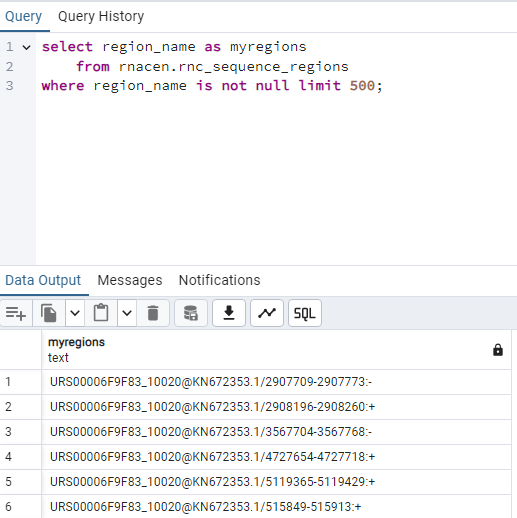 Query Query History
1 select region_name as myregions
2 from rnacen.rnc_sequence_regions
3 where region_name is not null limit 500;
Data Output Messages Notifications
SQL
myregions
text
1 URS00006F9F83_10020@KN672353.1/2907709-2907773:-
2 URS00006F9F83_10020@KN672353.1/2908196-2908260:+
3 URS00006F9F83_10020@KN672353.1/3567704-3567768:-
4 URS00006F9F83_10020@KN672353.1/4727654-4727718:+
5 URS00006F9F83_10020@KN672353.1/5119365-5119429:+
6 URS00006F9F83_10020@KN672353.1/515849-515913:+